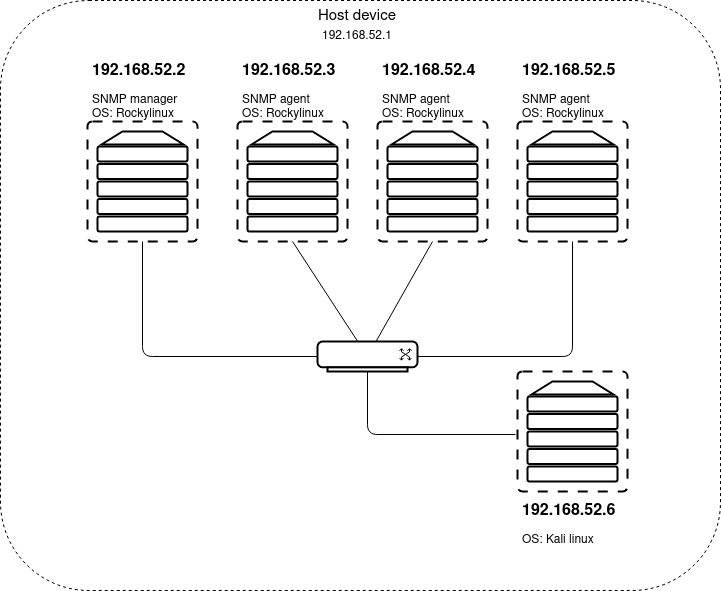 Host device
192.168.52.1
192.168.52.2
SNMP manager
OS: Rockylinux
192.168.52.3
SNMP agent
OS: Rockylinux
192.168.52.4
SNMP agent
OS: Rockylinux
192.168.52.5
SNMP agent
OS: Rockylinux
192.168.52.6
OS: Kali linux